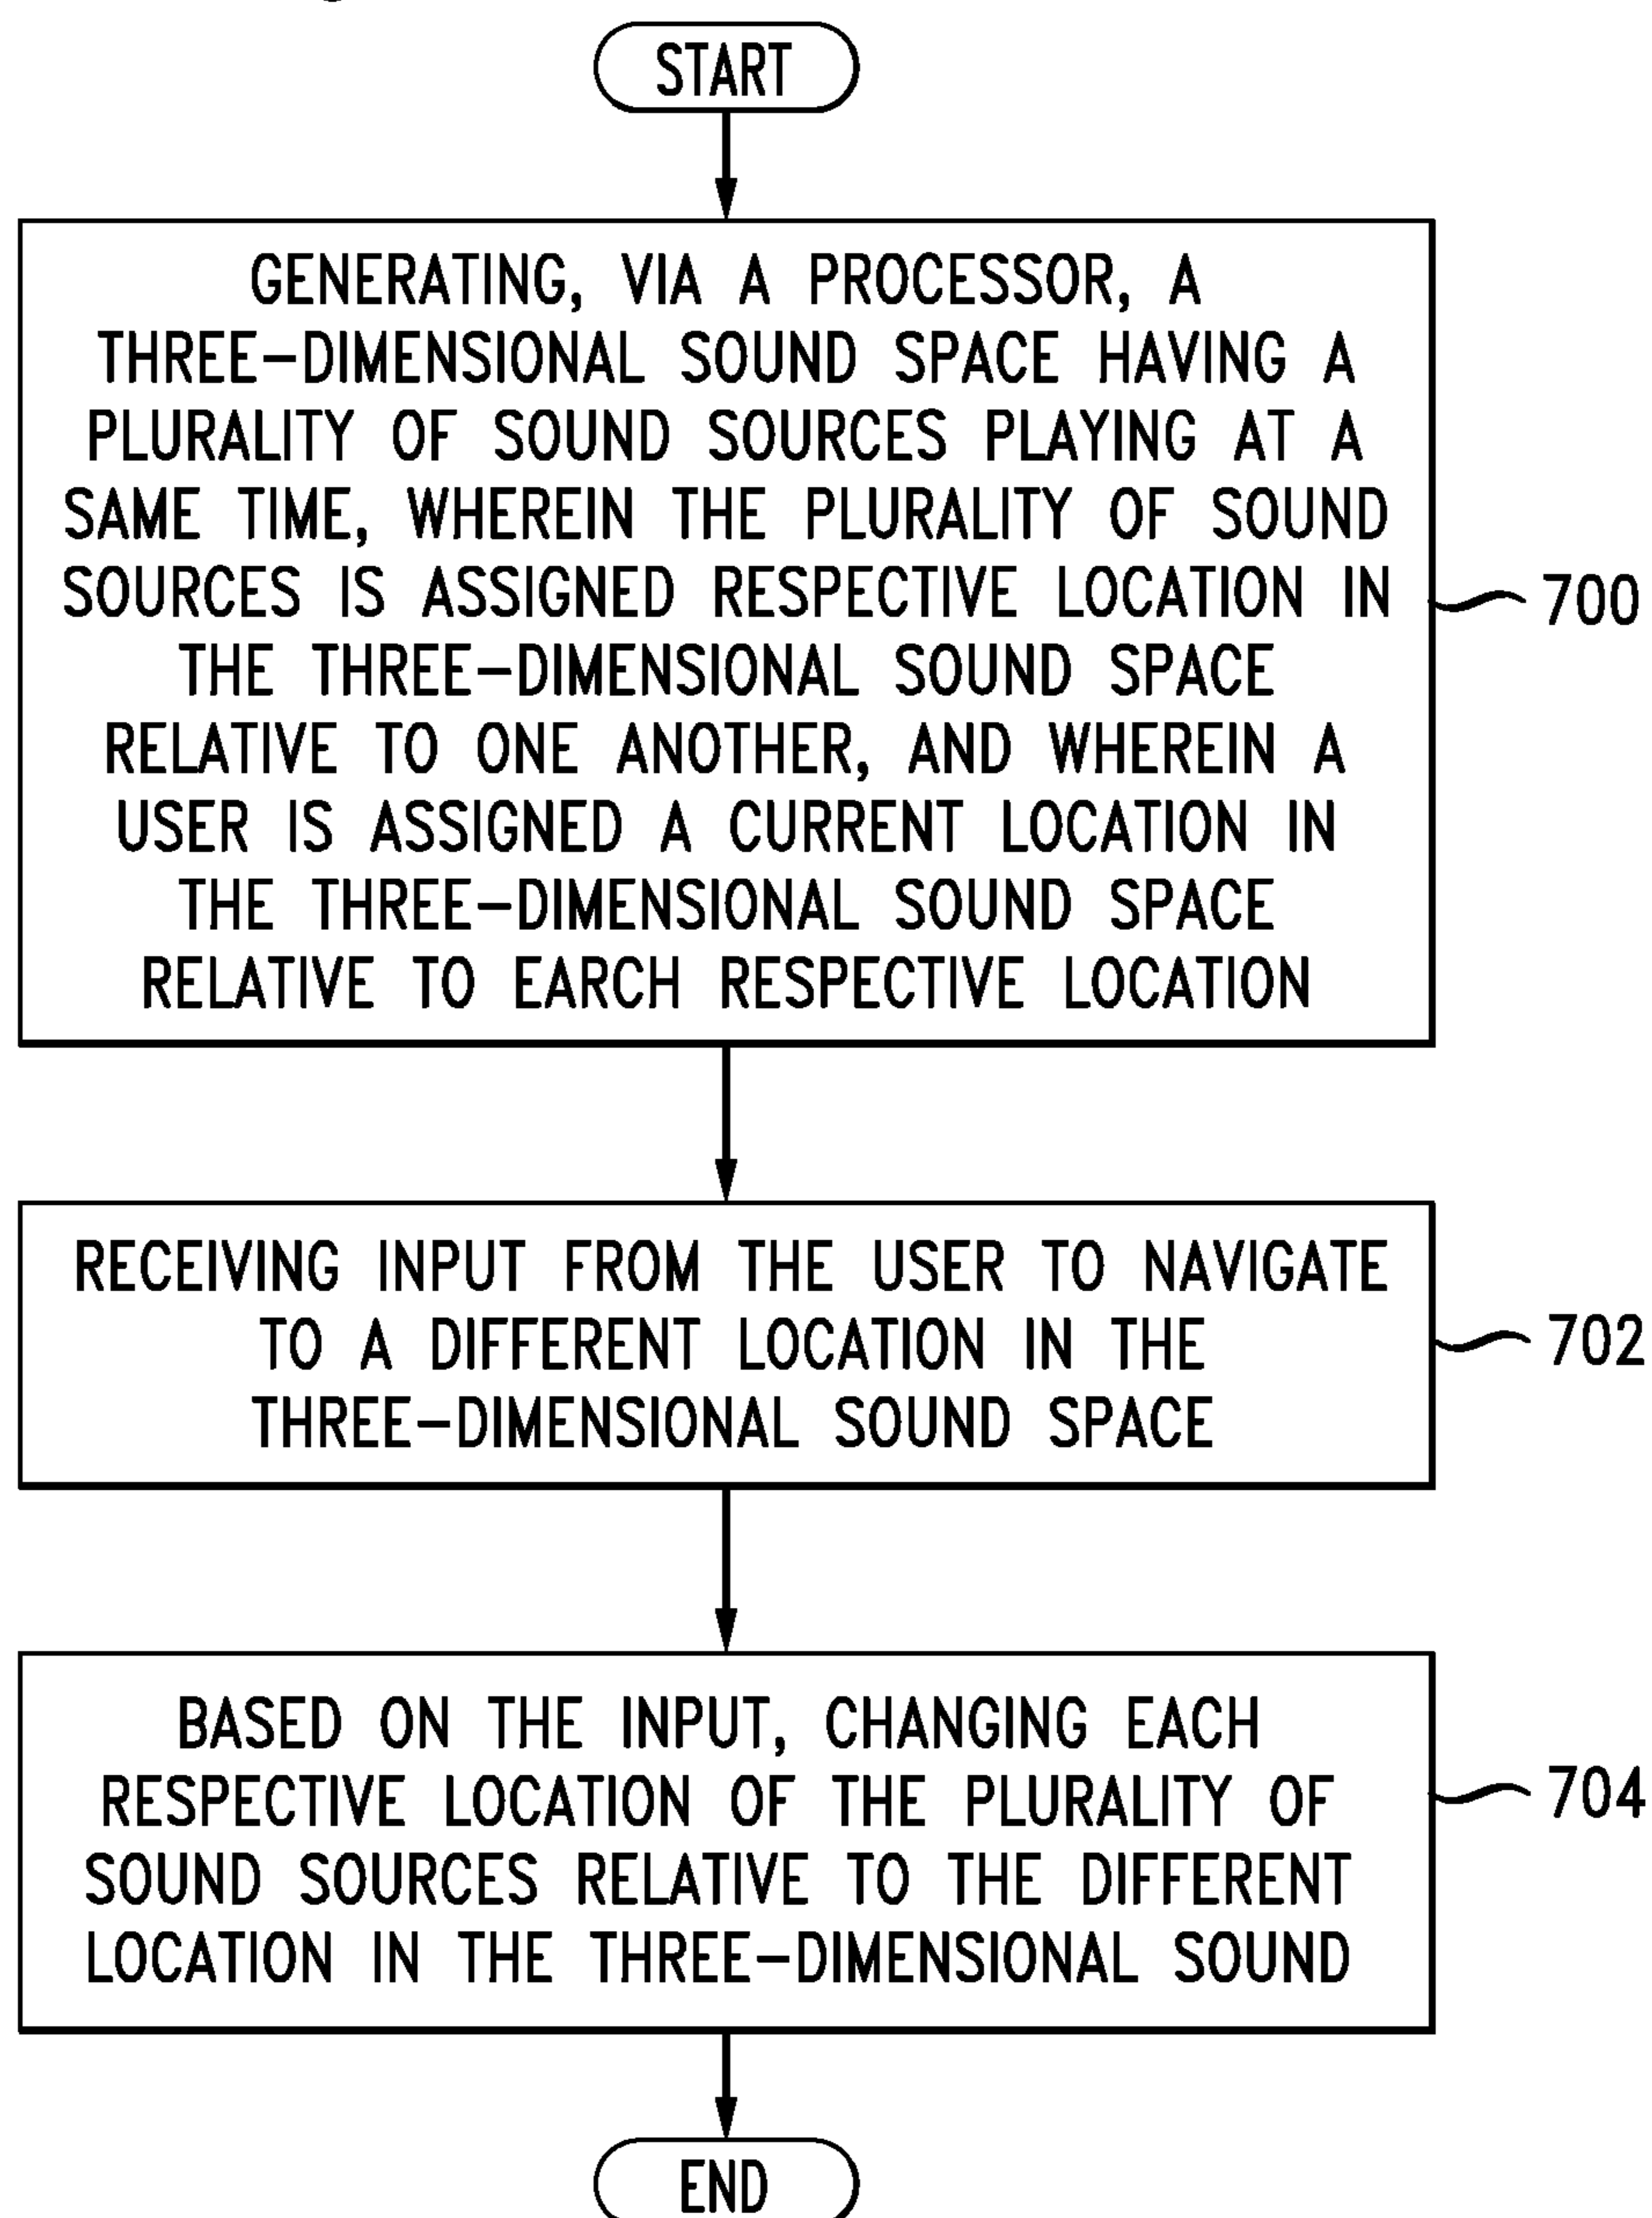 START
GENERATING, VIA A PROCESSOR, A
THREE-DIMENSIONAL SOUND SPACE HAVING A
PLURALITY OF SOUND SOURCES PLAYING AT A
SAME TIME, WHEREIN THE PLURALITY OF SOUND
SOURCES IS ASSIGNED RESPECTIVE LOCATION IN
THE THREE-DIMENSIONAL SOUND SPACE
RELATIVE TO ONE ANOTHER, AND WHEREIN A
USER IS ASSIGNED A CURRENT LOCATION IN
THE THREE-DIMENSIONAL SOUND SPACE
RELATIVE TO EARCH RESPECTIVE LOCATION
700
RECEIVING INPUT FROM THE USER TO NAVIGATE
TO A DIFFERENT LOCATION IN THE
THREE-DIMENSIONAL SOUND SPACE
702
BASED ON THE INPUT, CHANGING EACH
RESPECTIVE LOCATION OF THE PLURALITY OF
SOUND SOURCES RELATIVE TO THE DIFFERENT
LOCATION IN THE THREE-DIMENSIONAL SOUND
704
END